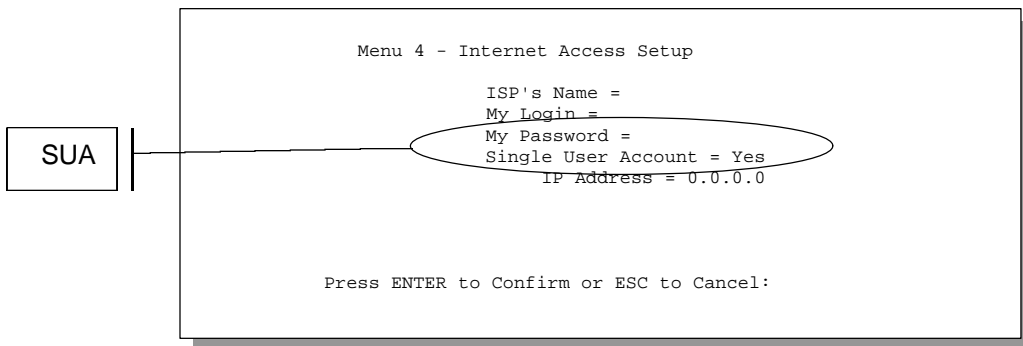 Menu 4 - Internet Access Setup
ISP's Name =
My Login =
My Password =
Single User Account = Yes
IP Address = 0.0.0.0
SUA
Press ENTER to Confirm or ESC to Cancel: